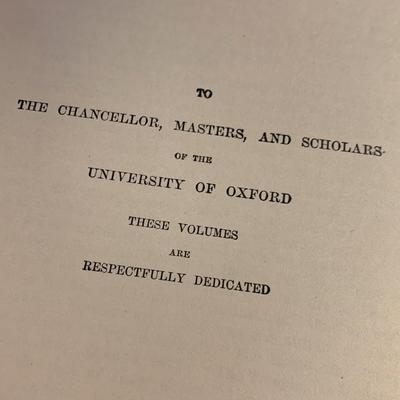 TO
THE CHANCELLOR, MASTERS, AND SCHOLARS
OF THE
UNIVERSITY OF OXFORD
THESE VOLUMES
ARE
RESPECTFULLY DEDICATED